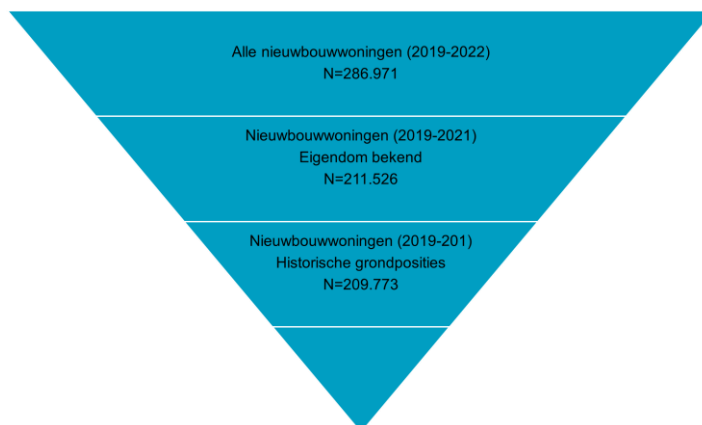 Alle nieuwbouwwoningen (2019-2022)
N=286.971
Nieuwbouwwoningen (2019-2021)
Eigendom bekend
N=211.526
Nieuwbouwwoningen (2019-201)
Historische grondposities
N=209.773